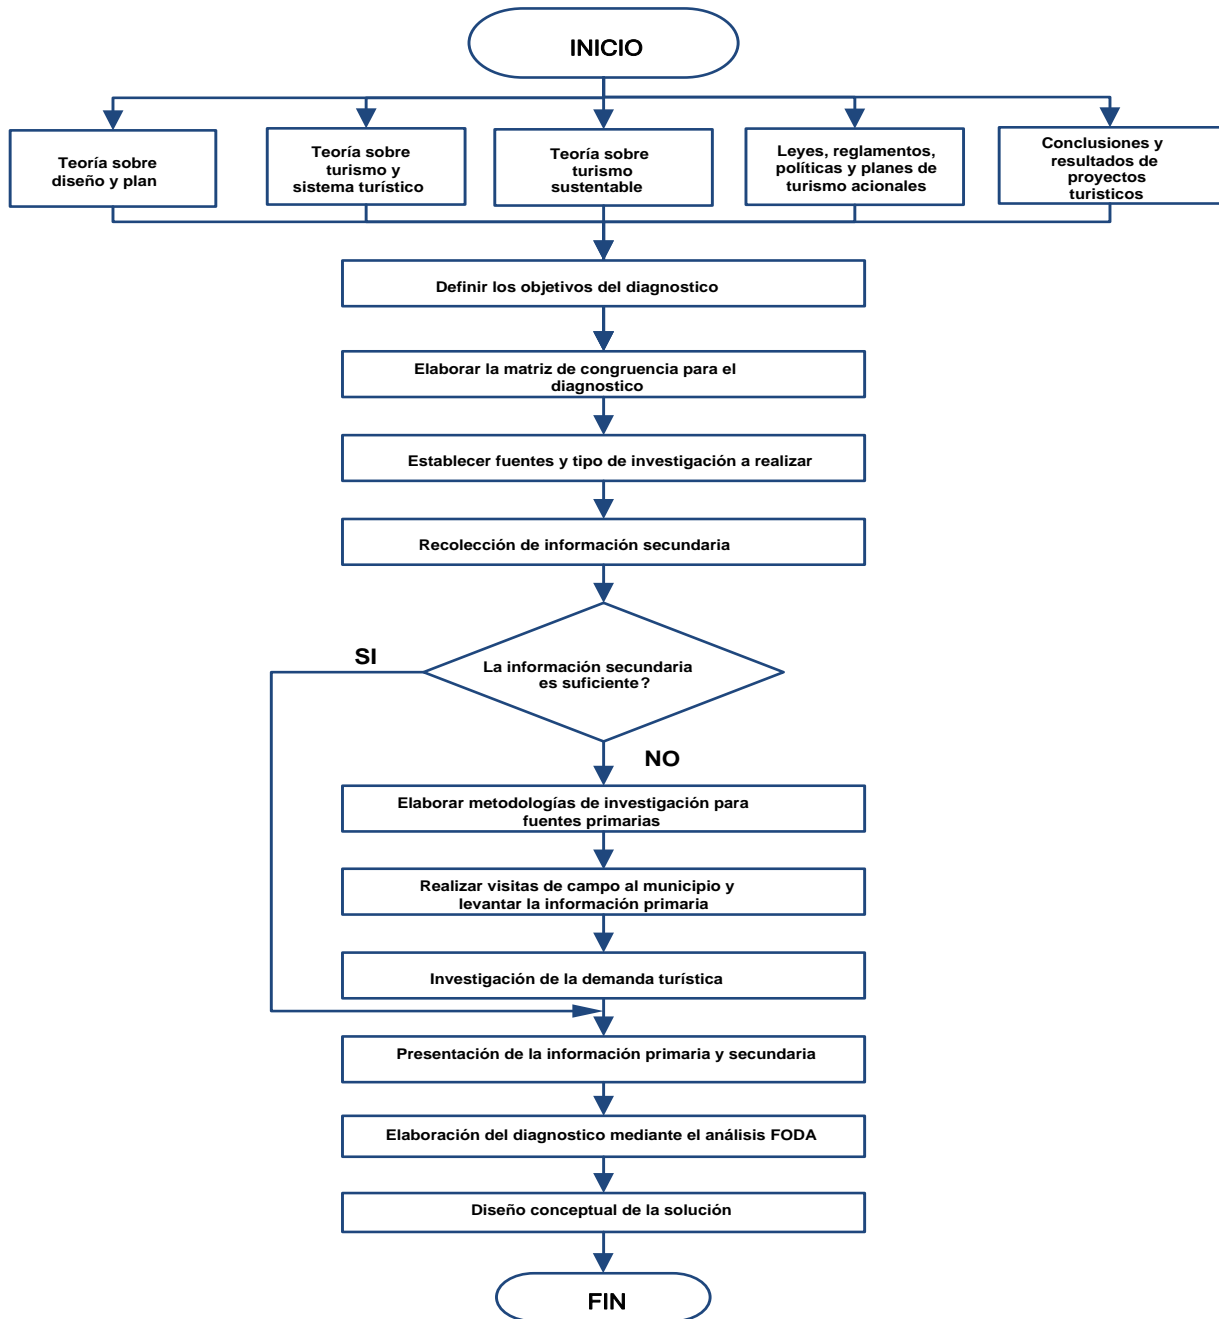 INICIO
Teoría sobre
diseño y plan
Teoría sobre
turismo y
sistema turístico
Teoría sobre
turismo
sustentable
Leyes, reglamentos,
políticas y planes de
turismo acionales
Conclusiones y
resultados de
proyectos
turisticos
Definir los objetivos del diagnostico
Elaborar la matriz de congruencia para el
diagnostico
Establecer fuentes y tipo de investigación a realizar
Recolección de información secundaria
SI
La información secundaria
es suficiente?
NO
Elaborar metodologías de investigación para
fuentes primarias
Realizar visitas de campo al municipio y
levantar la información primaria
Investigación de la demanda turística
Presentación de la información primaria y secundaria
Elaboración del diagnostico mediante el análisis FODA
Diseño conceptual de la solución
FIN